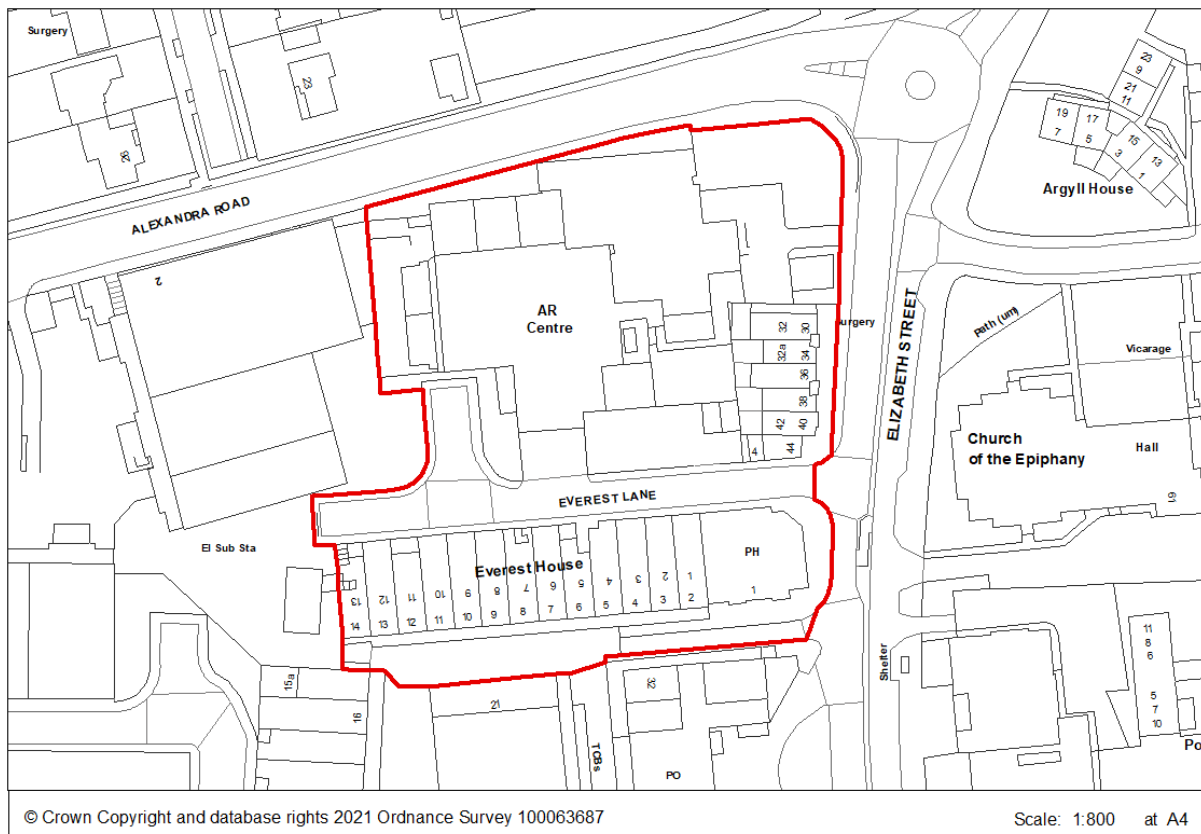 Surgery
23
26
ALEXANDRA ROAD
2
AR
Centre
23
9
21
11
19
17
7
5
15
3
13
1
Argyll House
ELIZABETH STREET
Path (um)
Vicarage
Church
of the Epiphany
Hall
61
32
30
32a
34
36
38
42
40
4
44
urgery
EVEREST LANE
Everest House
PH
1
El Sub Sta
13
12
11
10
9
8
7
6
5
4
3
2
1
14
13
12
11
10
9
8
7
6
5
4
3
2
15a
16
21
32
TCBs
PO
Shelter
11
8
6
5
7
10
Po
© Crown Copyright and database rights 2021 Ordnance Survey 100063687
Scale: 1:800 at A4